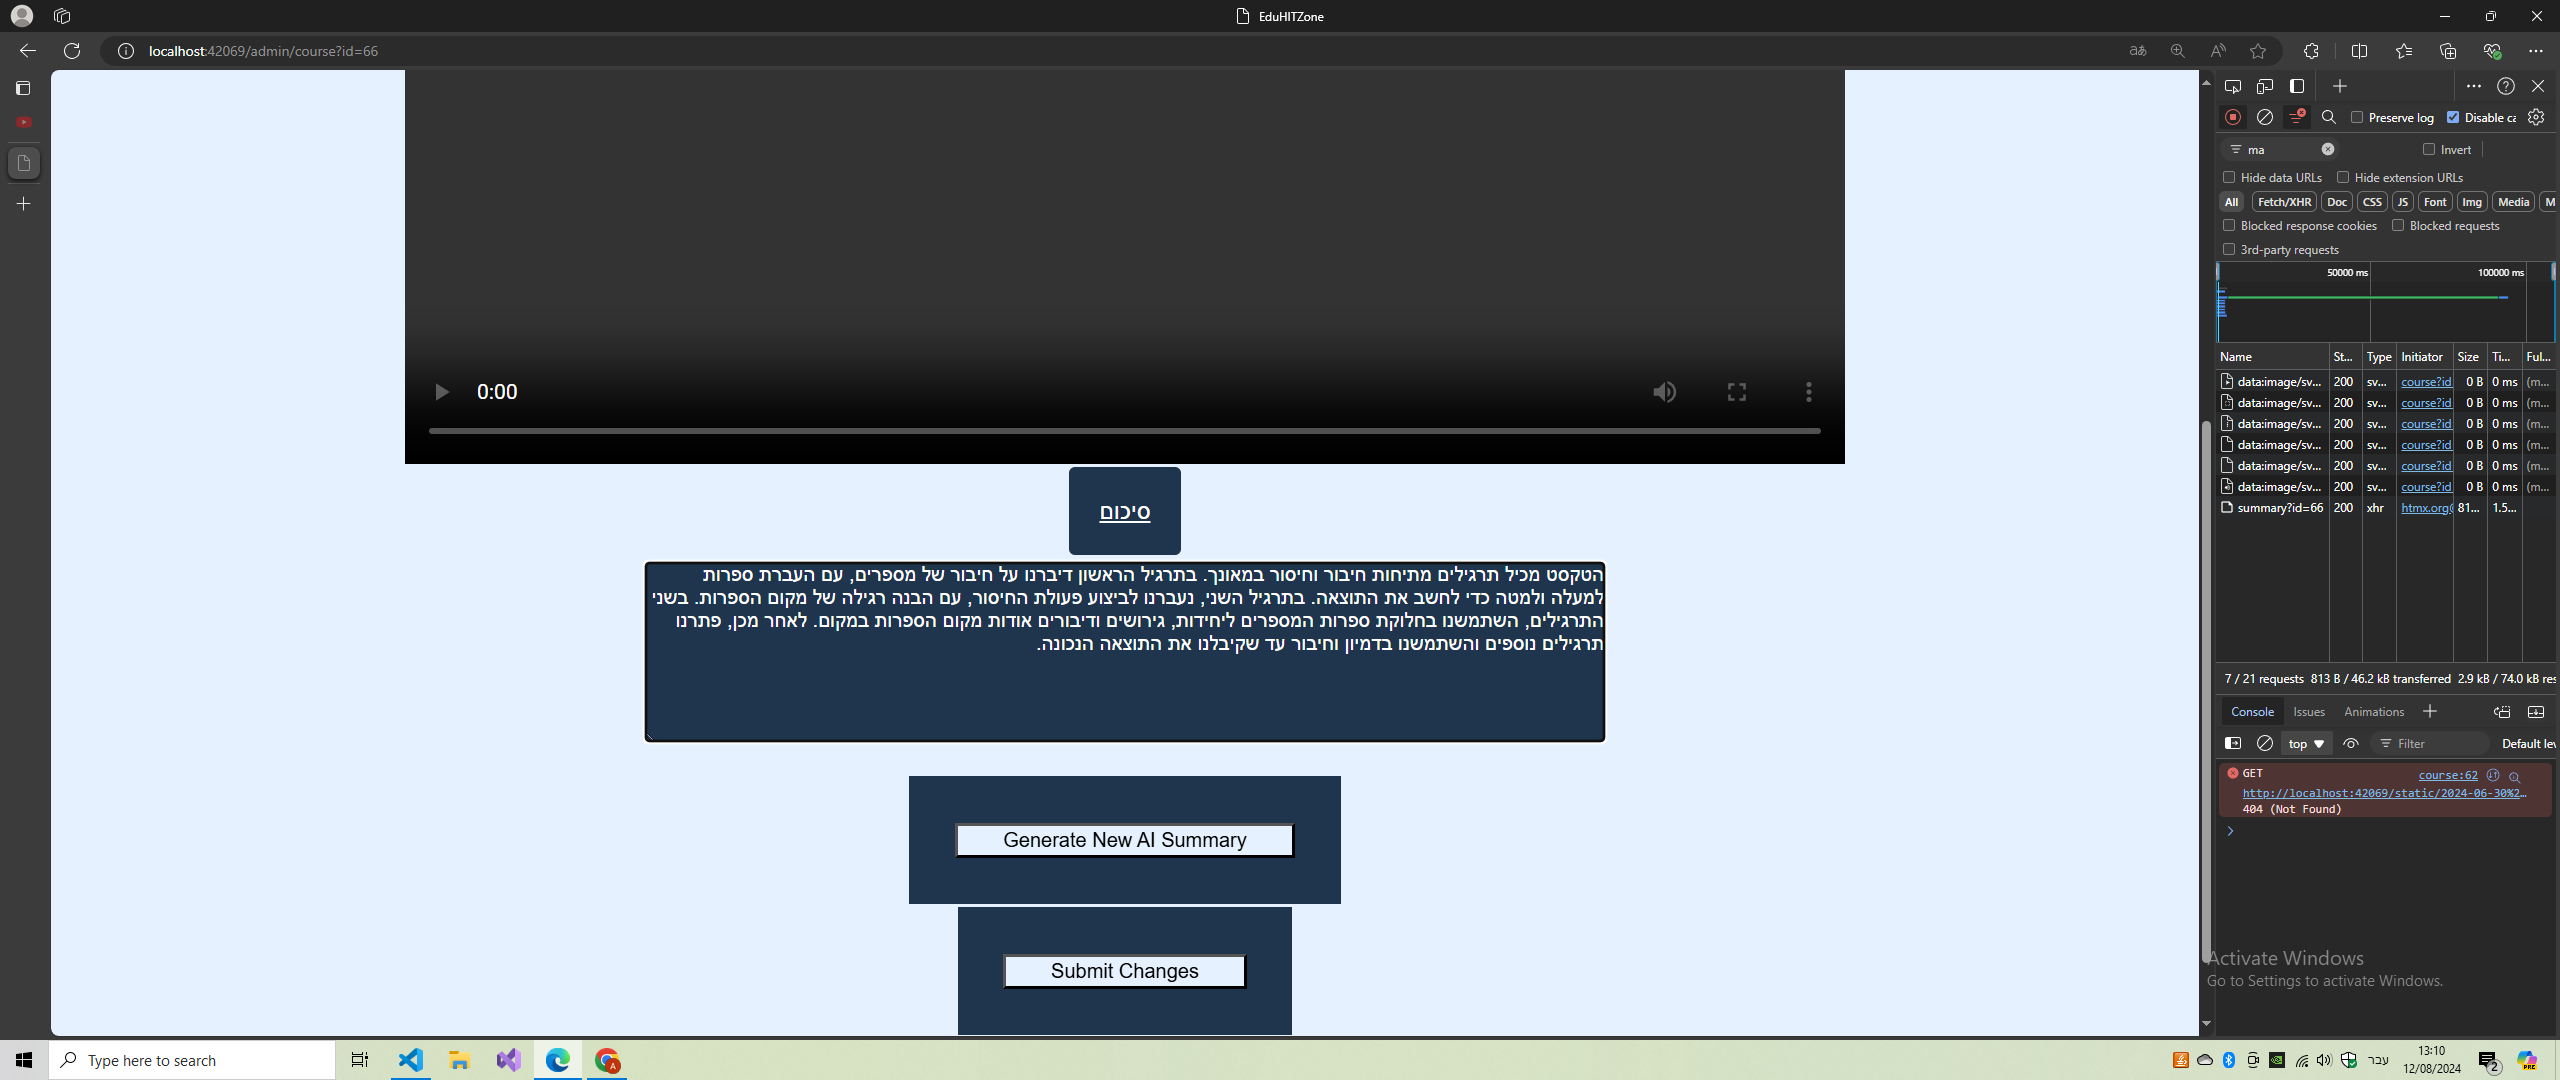 EduHITZone
localhost:42069/admin/course?id=66
Preserve log
Disable ca
ma
Invert
Hide data URLs
Hide extension URLs
All
Fetch/XHR
Doc
CSS
JS
Font
Img
Media
M
Blocked response cookies
Blocked requests
3rd-party requests
50000 ms
100000 ms
Name St... Type Initiator Size Ti... Ful...
data:image/sv... 200 sv... course?id 0 B 0 ms (m...
data:image/sv... 200 sv... course?id 0 B 0 ms (m...
data:image/sv... 200 sv... course?id 0 B 0 ms (m...
data:image/sv... 200 sv... course?id 0 B 0 ms (m...
data:image/sv... 200 sv... course?id 0 B 0 ms (m...
data:image/sv... 200 sv... course?id 0 B 0 ms (m...
summary?id=66 200 xhr htmx.org@ 81... 1.5...
7 / 21 requests 813 B / 46.2 kB transferred 2.9 kB / 74.0 kB res
Console Issues Animations
top
Filter
Default lev
GET course:62
http://localhost:42069/static/2024-06-30%2...
404 (Not Found)
0:00
סיכום
הטקסט מכיל תרגילים מתיחות חיבור וחיסור במאונך. בתרגיל הראשון דיברנו על חיבור של מספרים, עם העברת ספרות
למעלה ולמטה כדי לחשב את התוצאה. בתרגיל השני, נעברנו לביצוע פעולת החיסור, עם הבנה רגילה של מקום הספרות. בשני
התרגילים, השתמשנו בחלוקת ספרות המספרים ליחידות, גירושים ודיבורים אודות מקום הספרות במקום. לאחר מכן, פתרנו
תרגילים נוספים והשתמשנו בדמיון וחיבור עד שקיבלנו את התוצאה הנכונה.
Generate New AI Summary
Submit Changes
Activate Windows
Go to Settings to activate Windows.
Type here to search
A
עבר
13:10
12/08/2024
2
PRE